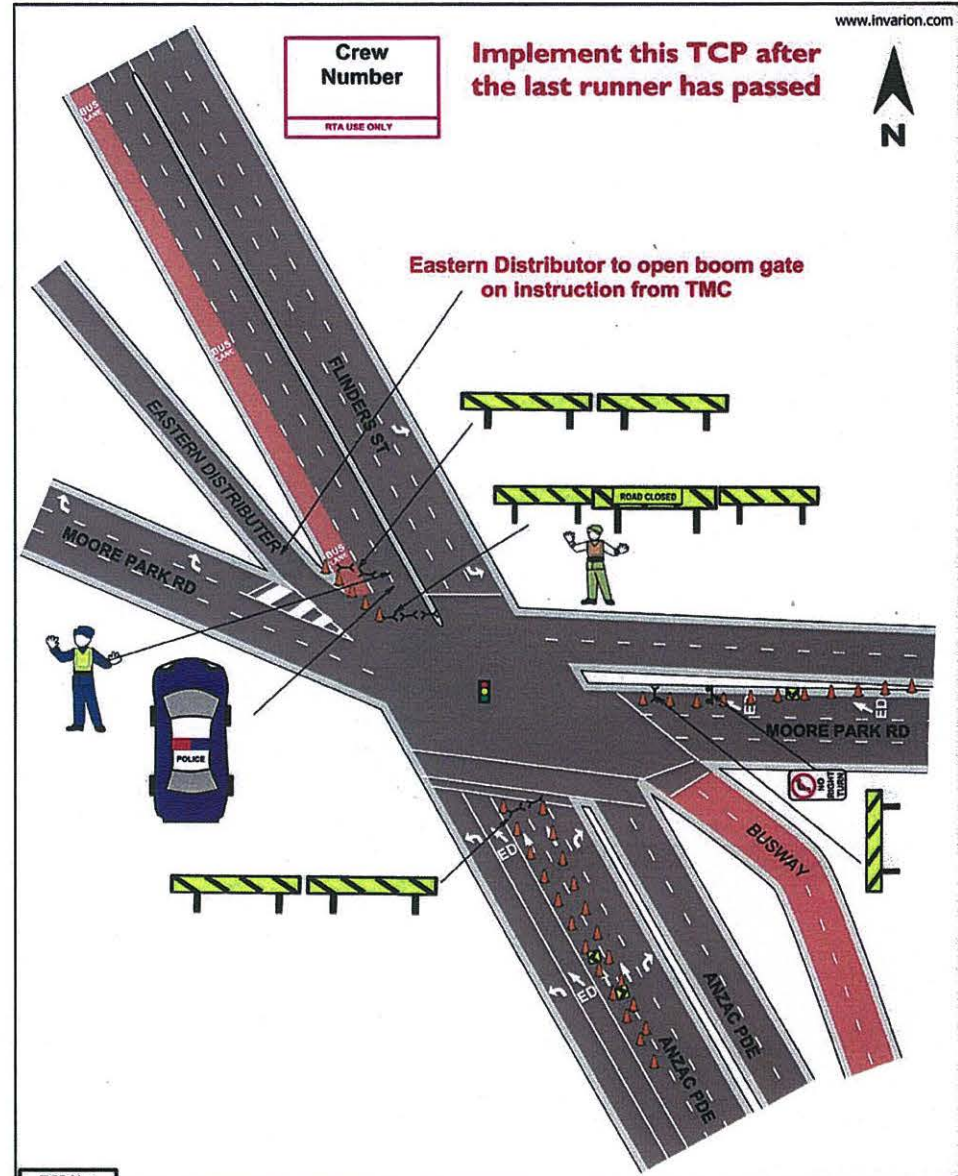 www.invarion.com
Crew
Number
RTA USE ONLY
Implement this TCP after
the last runner has passed
N
BUS
LANE
Eastern Distributor to open boom gate
on instruction from TMC
BUS
LANE
FLINDERS ST
EASTERN DISTRIBUTER
ROAD CLOSED
MOORE PARK RD
BUS
LANE
POLICE
ED
ED
MOORE PARK RD
NO
RIGHT
TURN
BUSWAY
ED
ED
ANZAC PDE
ANZAC PDE